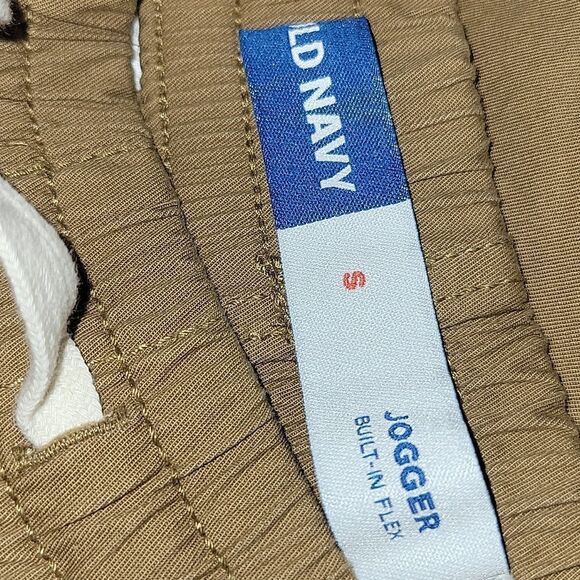 LD NAVY
S
JOGGER
BUILT-IN FLEX